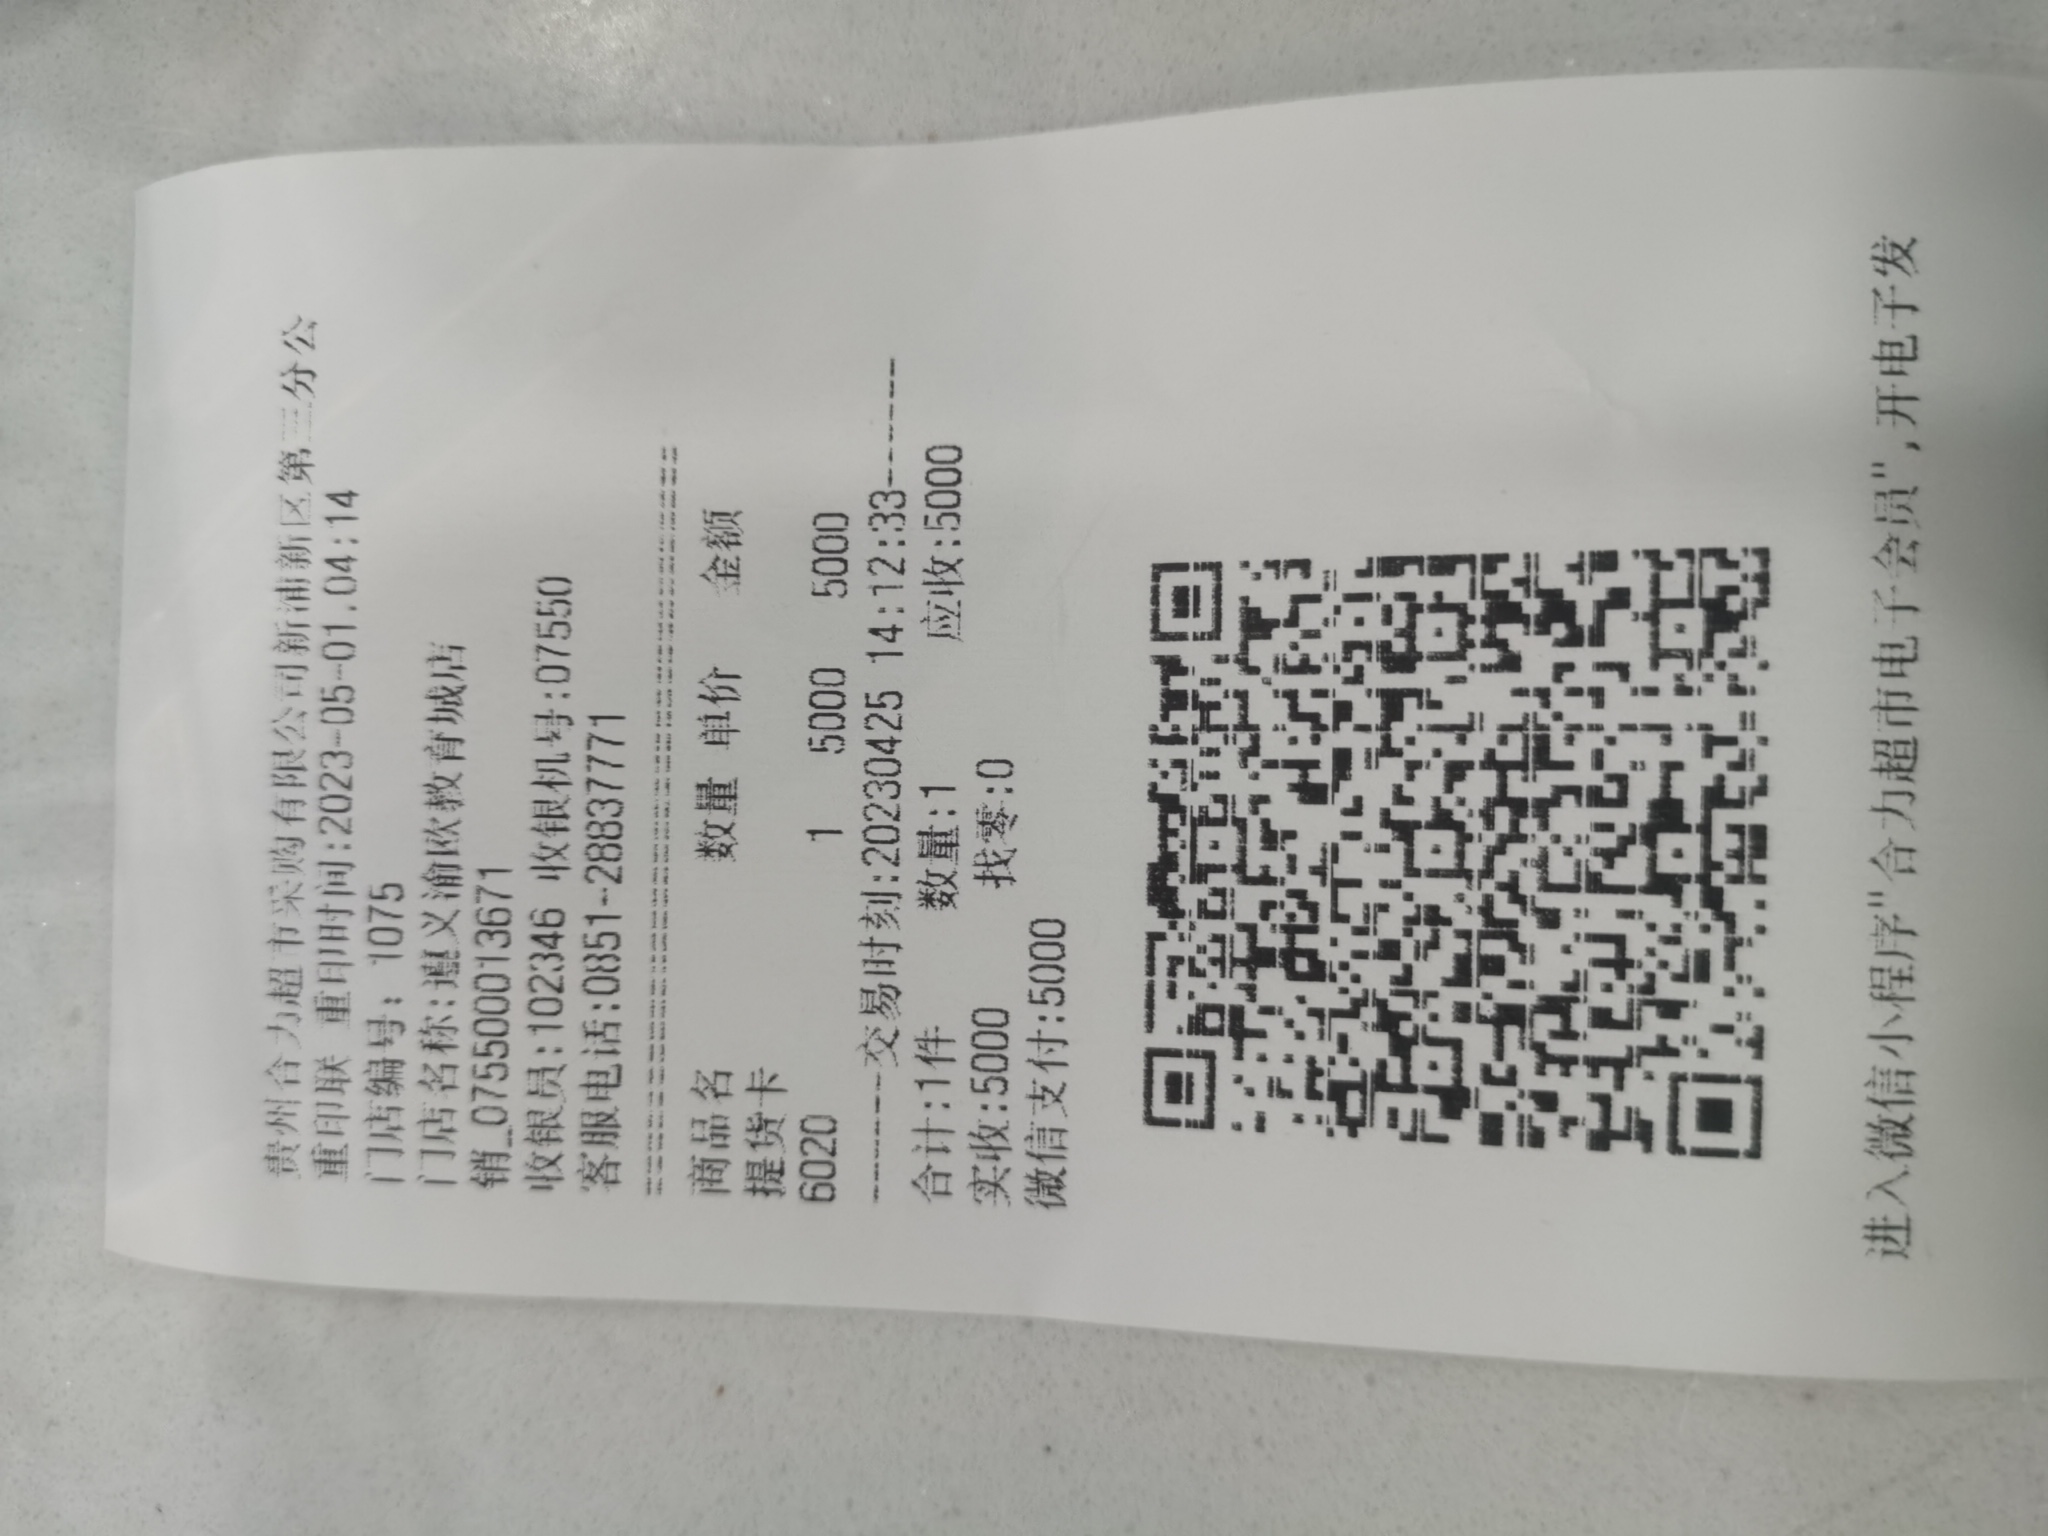 贵州合力超市采购有限公司新浦新区第三分公
重印联 重印时间:2023-05-01.04:14
门店编号: 1075
门店名称:遵义渝欧教育城店
销_075500013671
收银员:102346 收银机号:07550
客服电话:0851-28837771
==========================================
商品名 数量 单价 金额
提货卡
6020 1 5000 5000
--------交易时刻:20230425 14:12:33--------
合计:1件 数量:1 应收:5000
实收:5000 找零:0
微信支付:5000
进入微信小程序"合力超市电子会员",开电子发